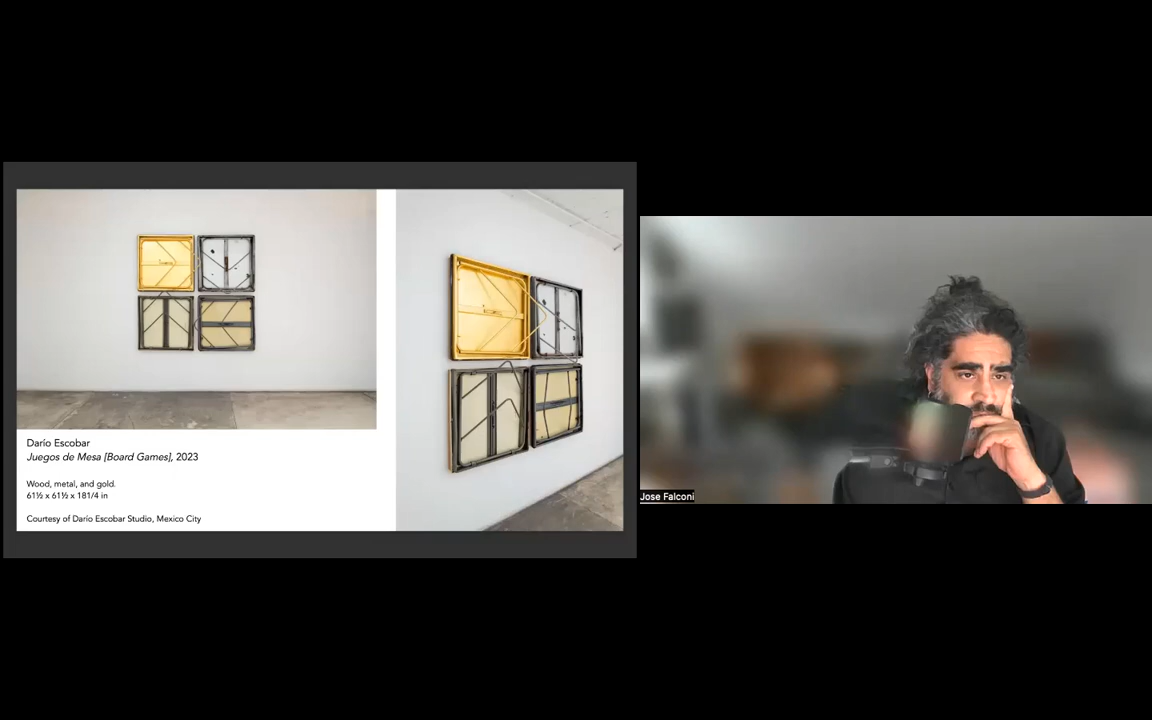 Darío Escobar
Juegos de Mesa [Board Games], 2023
Wood, metal, and gold.
61½ x 61½ x 181/4 in
Courtesy of Darío Escobar Studio, Mexico City
Jose Falconi